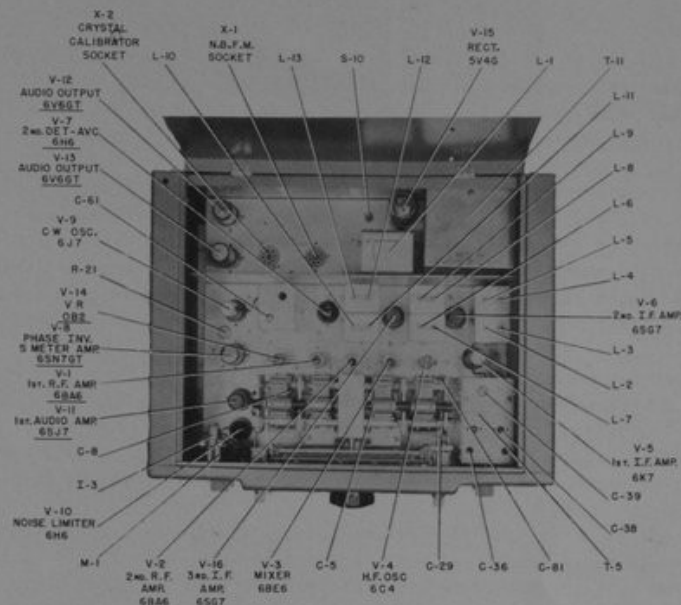 X-2
CRYSTAL
CALIBRATOR
SOCKET
L-10
X-1
N.B.F.M.
SOCKET
L-13
S-10
L-12
V-15
RECT.
5V4G
L-1
T-11
V-12
AUDIO OUTPUT
6V6GT
V-7
2ND. DET-AVC.
6H6
V-13
AUDIO OUTPUT
6V6GT
C-61
V-9
C.W. OSC.
6J7
R-21
V-14
V R
OB2
V-8
PHASE INV.
S METER AMP.
6SN7GT
V-1
1ST. R.F. AMP.
6BA6
V-11
1ST. AUDIO AMP.
6SJ7
C-8
I-3
V-10
NOISE LIMITER
6H6
M-1
L-11
L-9
L-8
L-6
L-5
L-4
V-6
2ND. I.F. AMP.
6SG7
L-3
L-2
L-7
V-5
1ST. I.F. AMP.
6K7
C-39
C-38
T-5
V-2
2ND. R.F.
AMP.
6BA6
V-16
3RD. I.F.
AMP.
6SG7
V-3
MIXER
6BE6
C-5
V-4
H.F. OSC
6C4
C-29
C-36
C-81